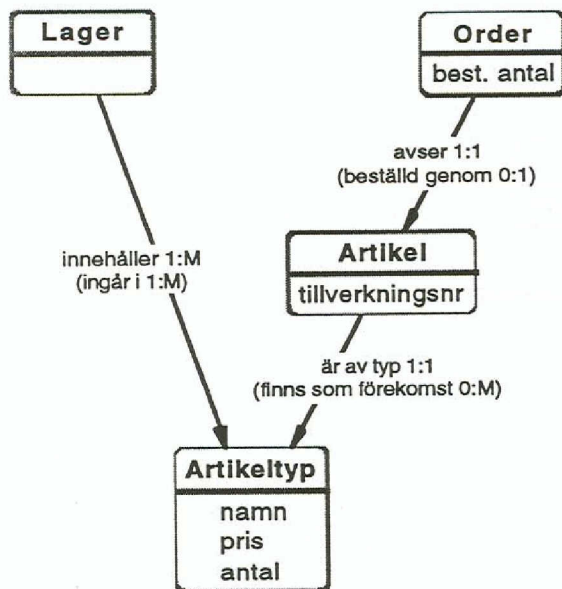 Lager
Order
best. antal
avser 1:1
(beställd genom 0:1)
innehåller 1:M
(ingår i 1:M)
Artikel
tillverkningsnr
är av typ 1:1
(finns som förekomst 0:M)
Artikeltyp
namn
pris
antal